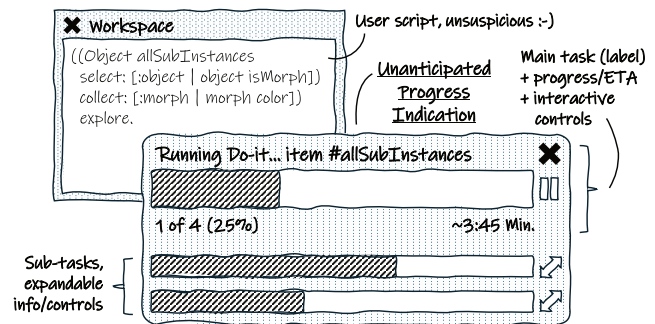 Workspace
((Object allSubInstances
select: [:object | object isMorph])
collect: [:morph | morph color])
explore.
User script, unsuspicious :-)
Unanticipated
Progress
Indication
Main task (label)
+ progress/ETA
+ interactive
controls
Running Do-it... item #allSubInstances
1 of 4 (25%)
~3:45 Min.
Sub-tasks,
expandable
info/controls